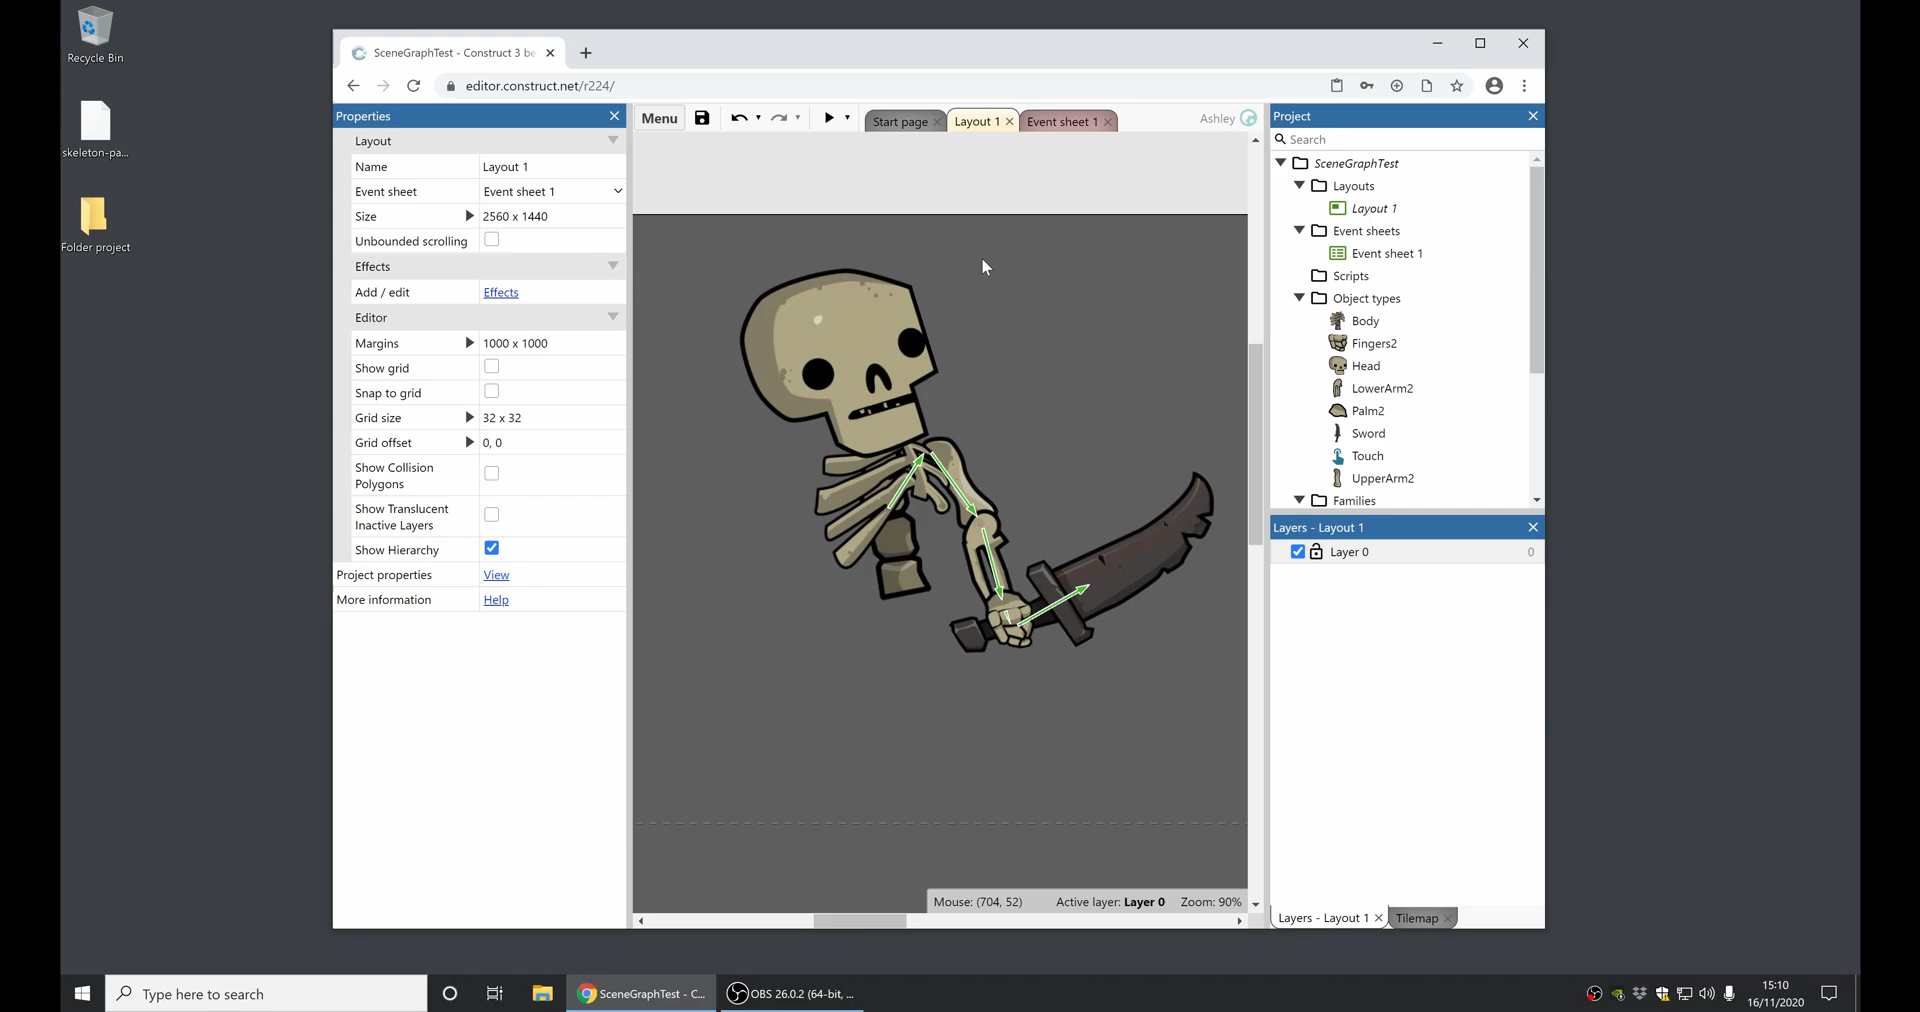 Recycle Bin
skeleton-pa...
Folder project
SceneGraphTest - Construct 3 be
editor.construct.net/r224/
Properties
Layout
Name Layout 1
Event sheet Event sheet 1
Size 2560 x 1440
Unbounded scrolling
Effects
Add / edit Effects
Editor
Margins 1000 x 1000
Show grid
Snap to grid
Grid size 32 x 32
Grid offset 0, 0
Show Collision
Polygons
Show Translucent
Inactive Layers
Show Hierarchy
Project properties View
More information Help
Menu Start page Layout 1 Event sheet 1 Ashley
Mouse: (704, 52) Active layer: Layer 0 Zoom: 90%
Project
Search
SceneGraphTest
Layouts
Layout 1
Event sheets
Event sheet 1
Scripts
Object types
Body
Fingers2
Head
LowerArm2
Palm2
Sword
Touch
UpperArm2
Families
Layers - Layout 1
Layer 0 0
Layers - Layout 1 Tilemap
Type here to search
SceneGraphTest - C...
OBS 26.0.2 (64-bit, ...
15:10
16/11/2020